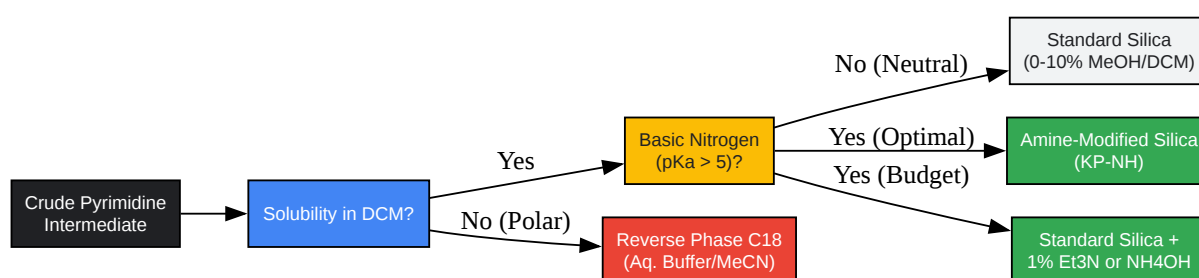 Crude Pyrimidine
Intermediate
Solubility in DCM?
Yes
No (Polar)
Basic Nitrogen
(pKa > 5)?
Reverse Phase C18
(Aq. Buffer/MeCN)
No (Neutral)
Yes (Optimal)
Yes (Budget)
Standard Silica
(0-10% MeOH/DCM)
Amine-Modified Silica
(KP-NH)
Standard Silica +
1% Et3N or NH4OH